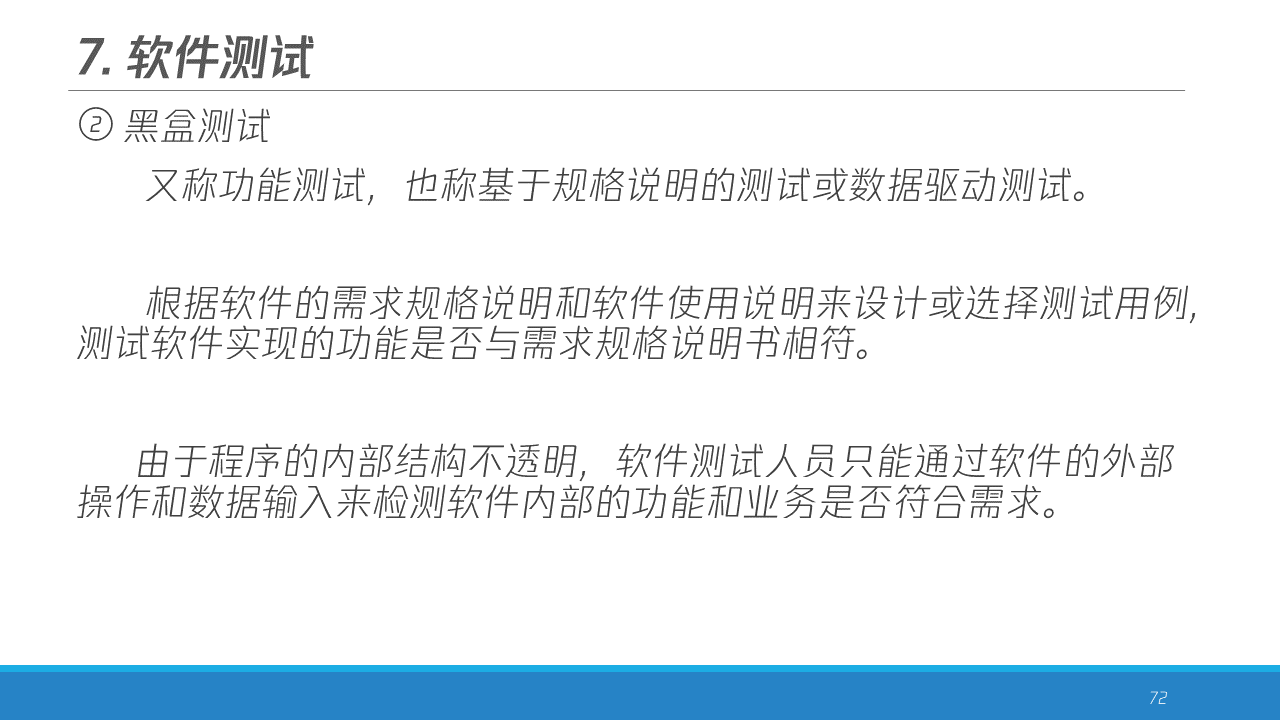 7. 软件测试
② 黑盒测试
又称功能测试，也称基于规格说明的测试或数据驱动测试。
根据软件的需求规格说明和软件使用说明来设计或选择测试用例，
测试软件实现的功能是否与需求规格说明书相符。
由于程序的内部结构不透明，软件测试人员只能通过软件的外部
操作和数据输入来检测软件内部的功能和业务是否符合需求。
72